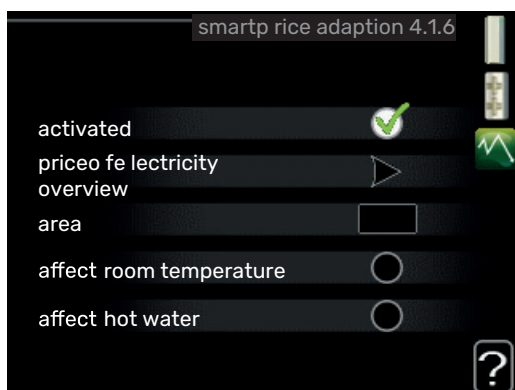 smartp rice adaption 4.1.6
activated
priceo fe lectricity
overview
area
affect room temperature
affect hot water
?